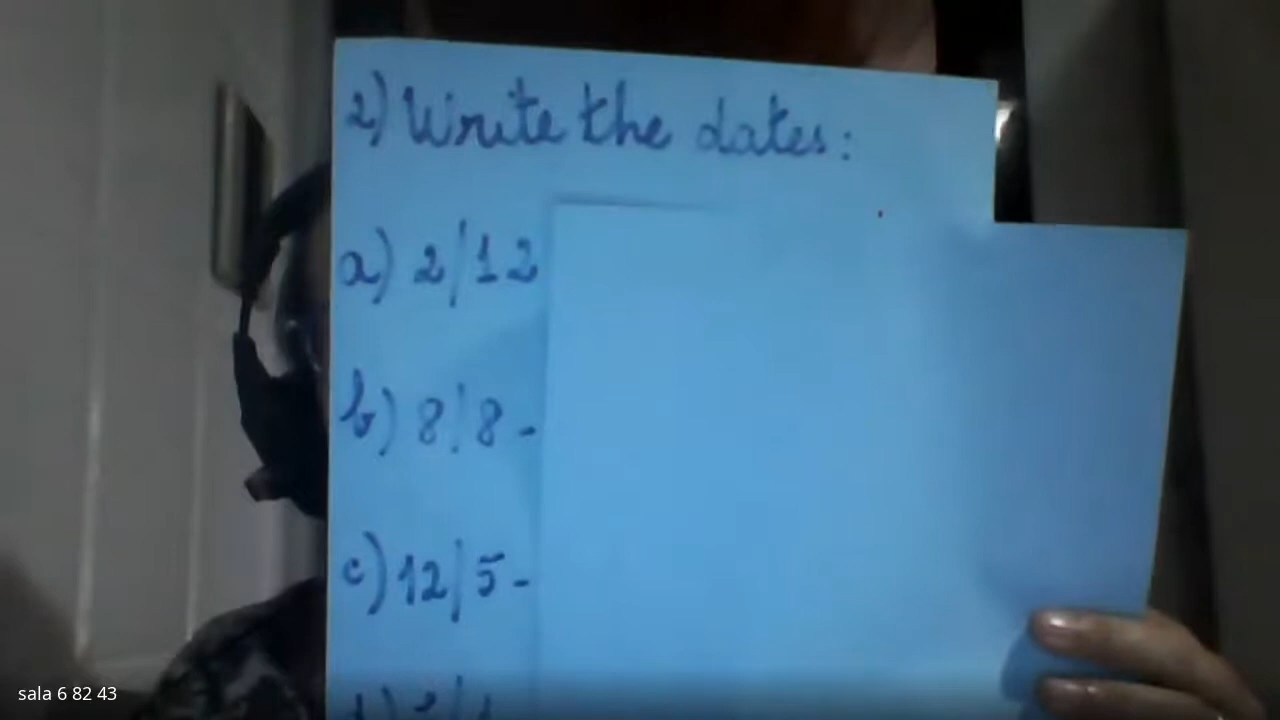 2) Write the dates:
a) 2/12
b) 8/8 -
c) 12/5 -
sala 6 82 43